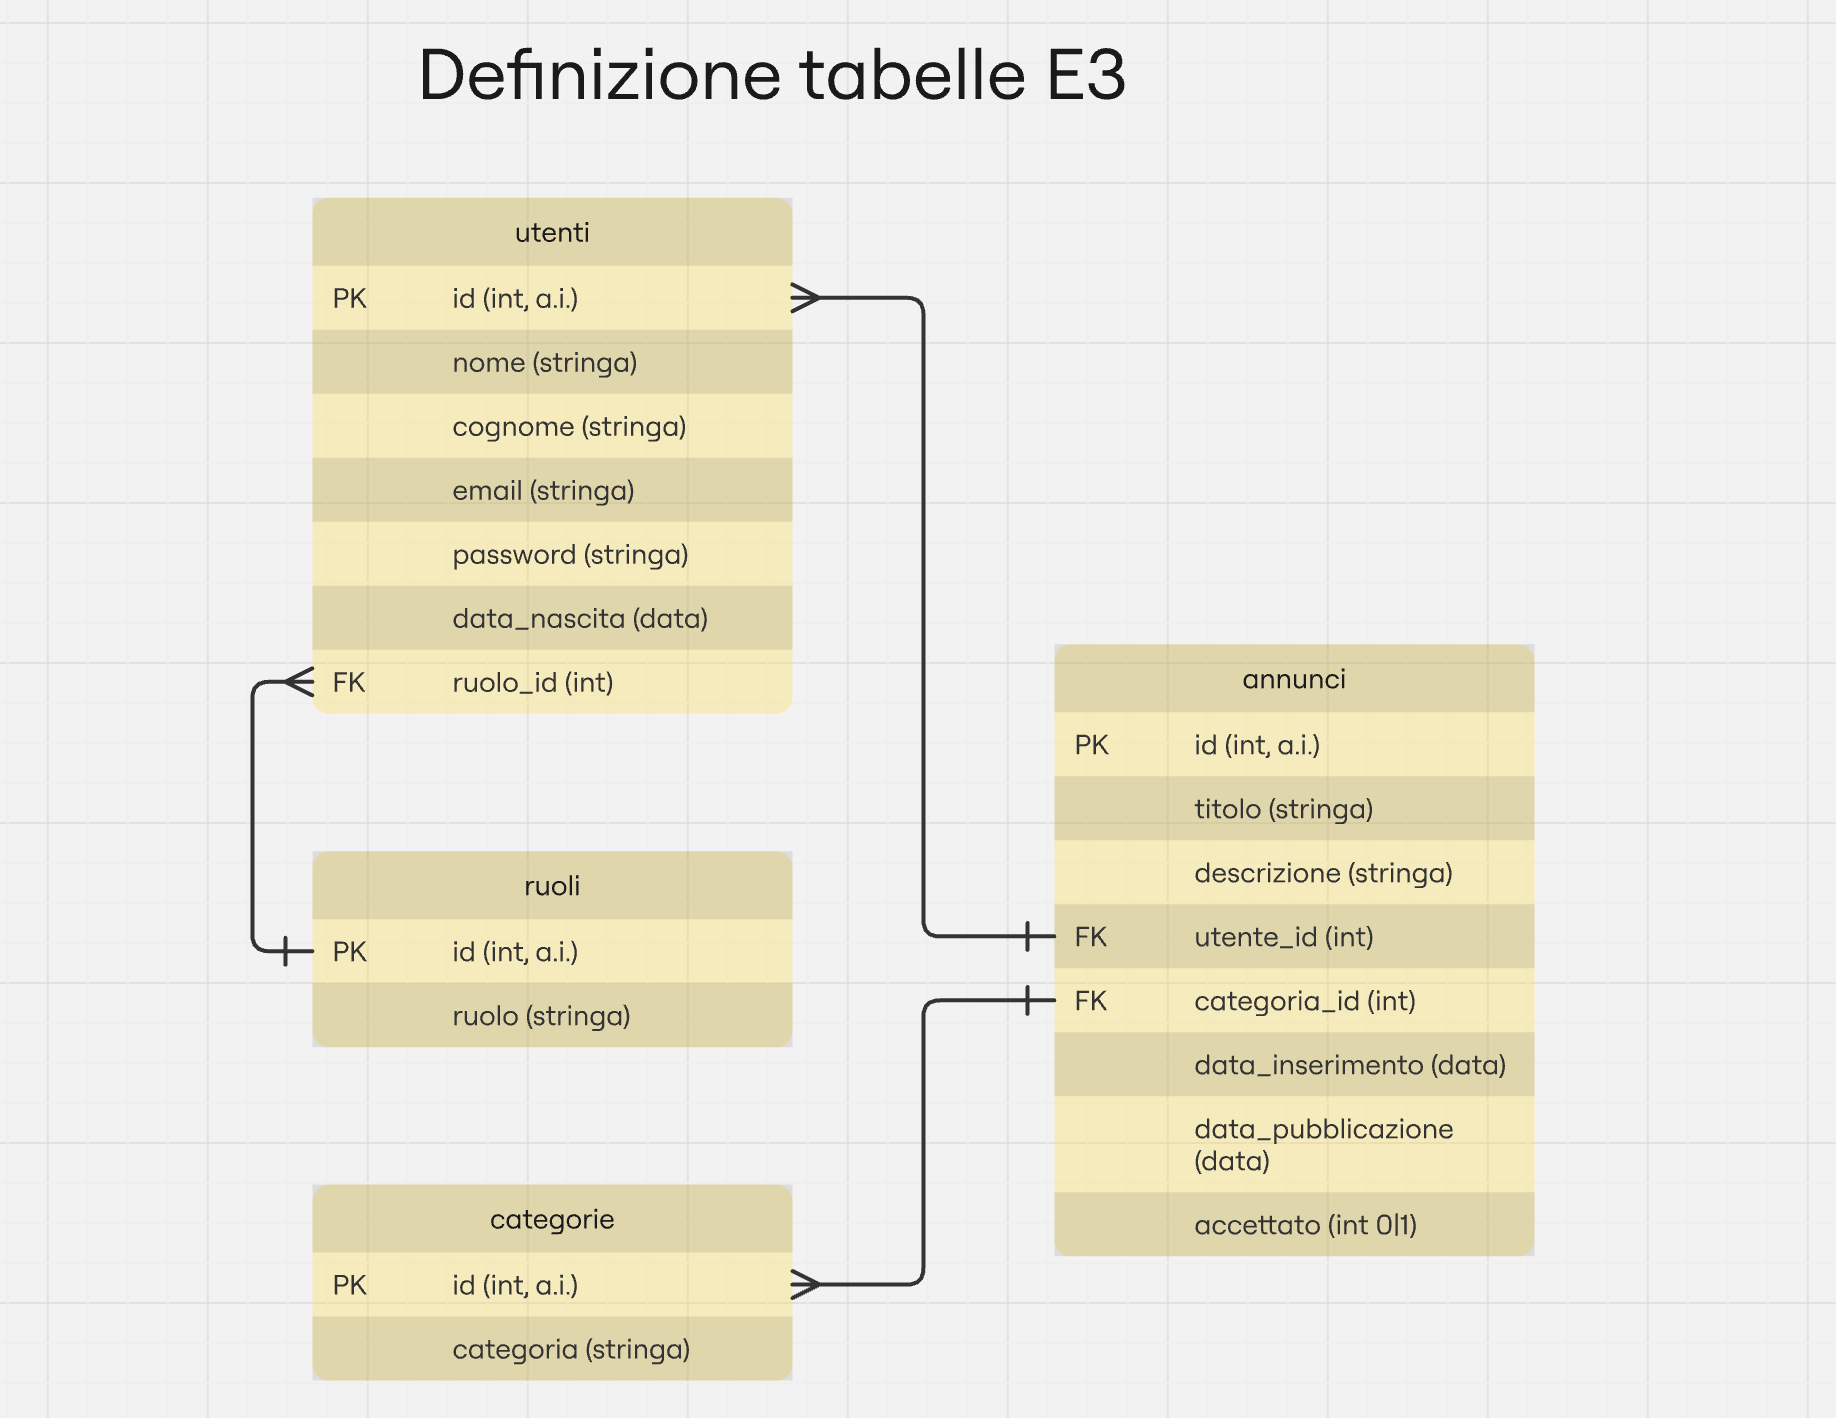 Definizione tabelle E3
utenti
PK id (int, a.i.)
nome (stringa)
cognome (stringa)
email (stringa)
password (stringa)
data_nascita (data)
FK ruolo_id (int)
ruoli
PK id (int, a.i.)
ruolo (stringa)
categorie
PK id (int, a.i.)
categoria (stringa)
annunci
PK id (int, a.i.)
titolo (stringa)
descrizione (stringa)
FK utente_id (int)
FK categoria_id (int)
data_inserimento (data)
data_pubblicazione
(data)
accettato (int 0|1)